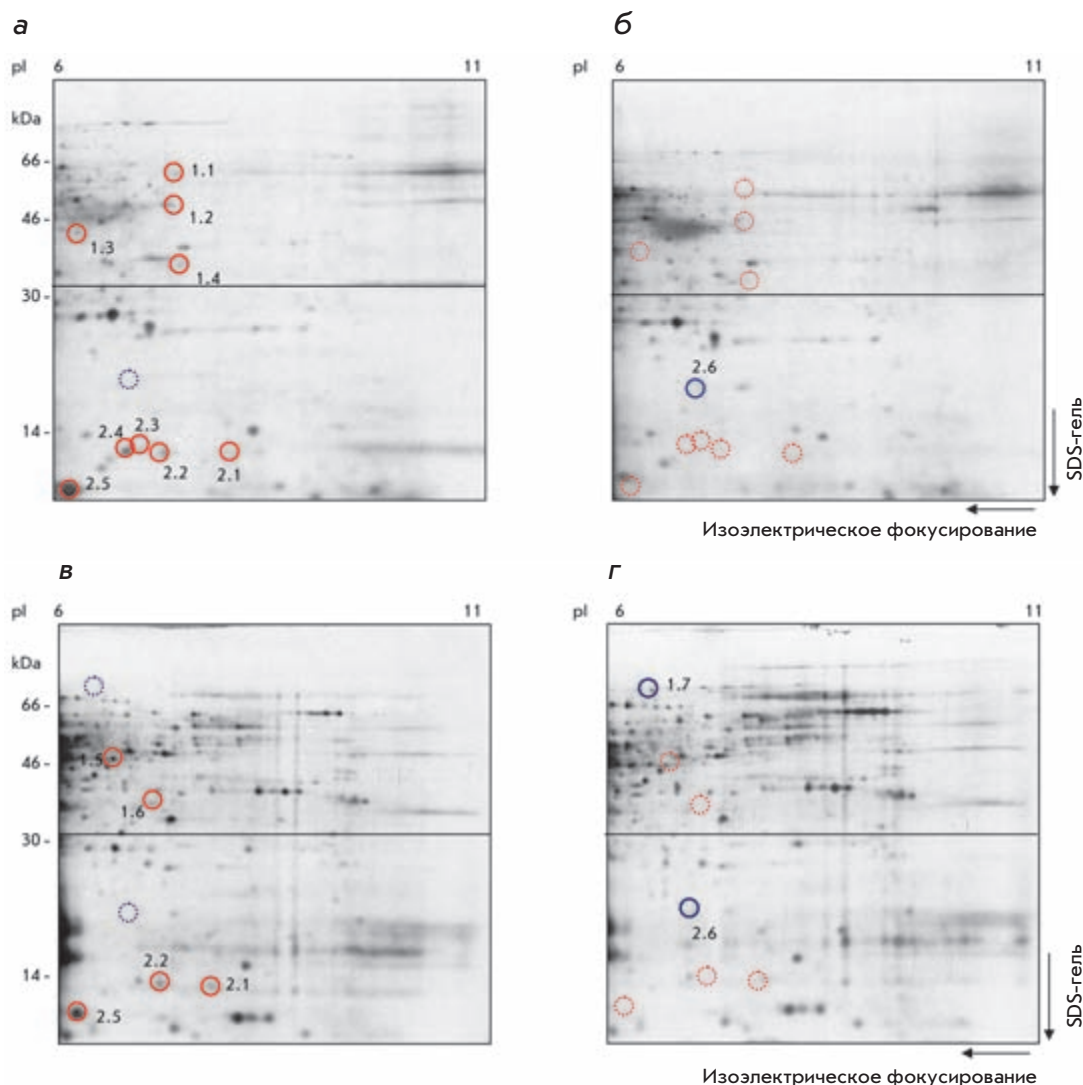 а
б
pI 6 11
pI 6 11
kDa
66
1.1
1.2
46
1.3
1.4
30
2.6
2.3
14
2.4
2.2
2.1
2.5
SDS-гель
Изоэлектрическое фокусирование
в
г
pI 6 11
pI 6 11
kDa
1.7
66
1.5
46
1.6
30
2.6
2.2
14
2.1
2.5
SDS-гель
Изоэлектрическое фокусирование